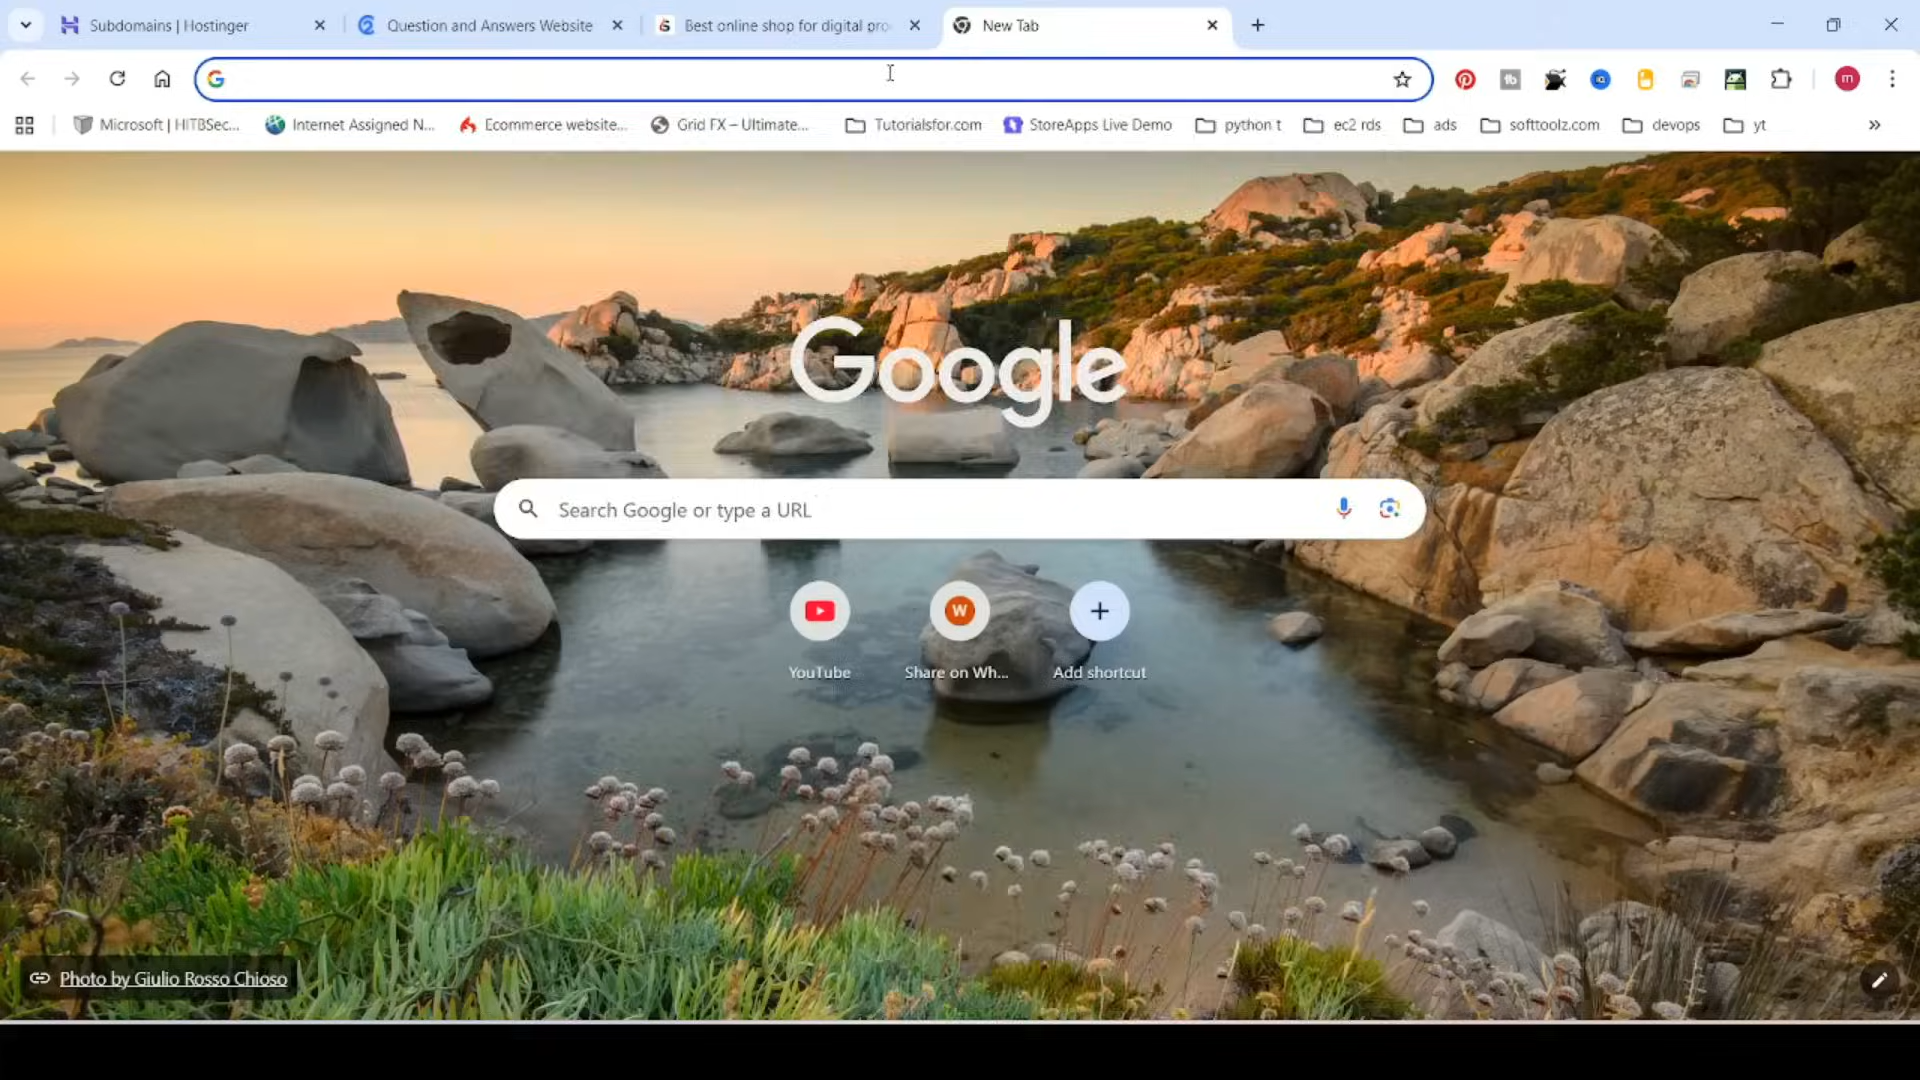 Subdomains | Hostinger
Question and Answers Website
Best online shop for digital pro
New Tab
m
Microsoft | HITBSec...
Internet Assigned N...
Ecommerce website...
Grid FX – Ultimate...
Tutorialsfor.com
StoreApps Live Demo
python t
ec2 rds
ads
softtoolz.com
devops
yt
Google
Search Google or type a URL
W
YouTube
Share on Wh...
Add shortcut
Photo by Giulio Rosso Chioso